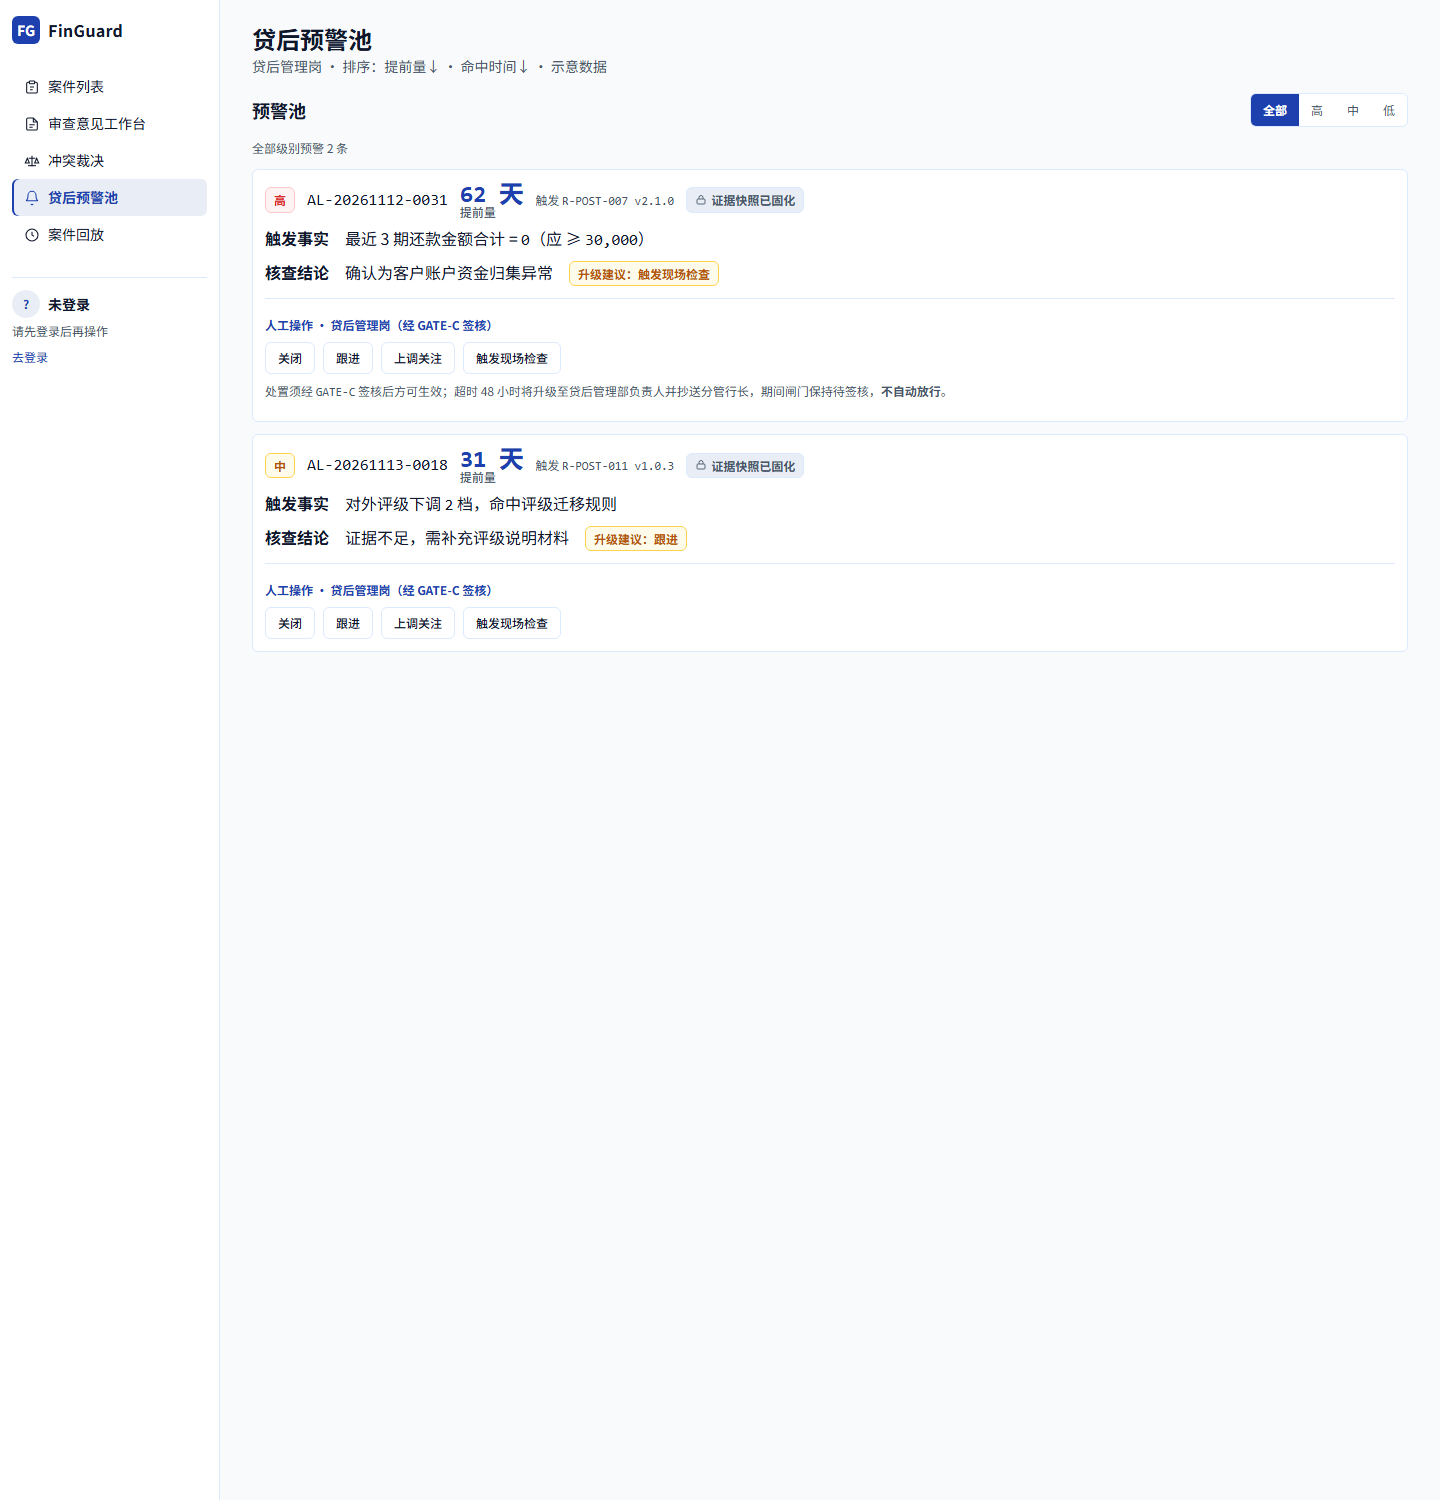 FG FinGuard
案件列表
审查意见工作台
冲突裁决
贷后预警池
案件回放
? 未登录
请先登录后再操作
去登录
贷后预警池
贷后管理岗 · 排序：提前量↓ · 命中时间↓ · 示意数据
预警池
全部 高 中 低
全部级别预警 2 条
高 AL-20261112-0031 62 天 提前量 触发 R-POST-007 v2.1.0 证据快照已固化
触发事实 最近 3 期还款金额合计 = 0（应 ≥ 30,000）
核查结论 确认为客户账户资金归集异常 升级建议：触发现场检查
人工操作 · 贷后管理岗（经 GATE-C 签核）
关闭 跟进 上调关注 触发现场检查
处置须经 GATE-C 签核后方可生效；超时 48 小时将升级至贷后管理部负责人并抄送分管行长，期间闸门保持待签核，不自动放行。
中 AL-20261113-0018 31 天 提前量 触发 R-POST-011 v1.0.3 证据快照已固化
触发事实 对外评级下调 2 档，命中评级迁移规则
核查结论 证据不足，需补充评级说明材料 升级建议：跟进
人工操作 · 贷后管理岗（经 GATE-C 签核）
关闭 跟进 上调关注 触发现场检查